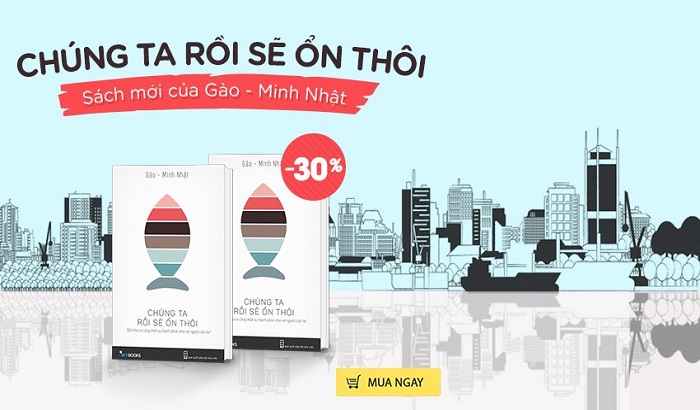 CHÚNG TA RỒI SẼ ỔN THÔI
Sách mới của Gào - Minh Nhật
-30%
Gào - Minh Nhật
Gào - Minh Nhật
CHÚNG TA
RỒI SẼ ỔN THÔI
CHÚNG TA
RỒI SẼ ỔN THÔI
SKYBOOKS
MUA NGAY